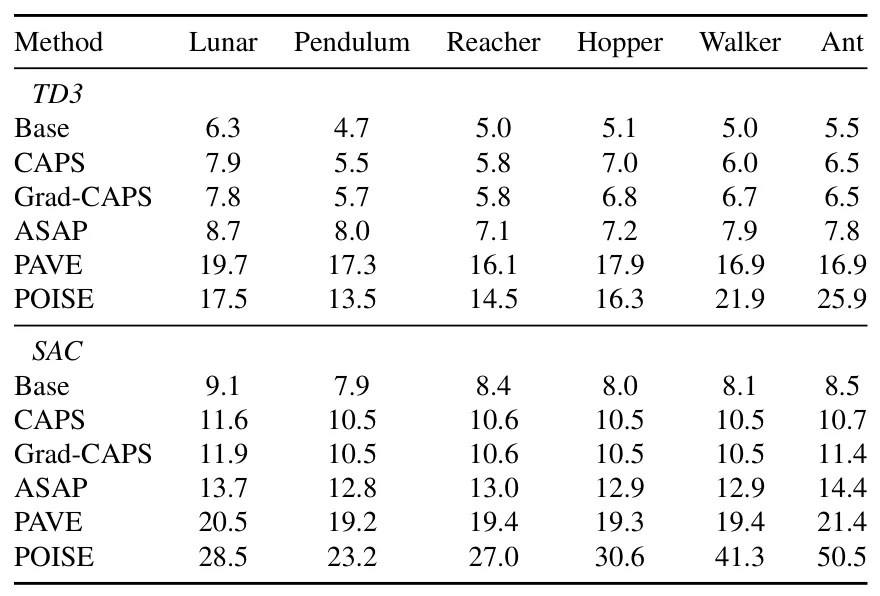 Method Lunar Pendulum Reacher Hopper Walker Ant
TD3
Base 6.3 4.7 5.0 5.1 5.0 5.5
CAPS 7.9 5.5 5.8 7.0 6.0 6.5
Grad-CAPS 7.8 5.7 5.8 6.8 6.7 6.5
ASAP 8.7 8.0 7.1 7.2 7.9 7.8
PAVE 19.7 17.3 16.1 17.9 16.9 16.9
POISE 17.5 13.5 14.5 16.3 21.9 25.9
SAC
Base 9.1 7.9 8.4 8.0 8.1 8.5
CAPS 11.6 10.5 10.6 10.5 10.5 10.7
Grad-CAPS 11.9 10.5 10.6 10.5 10.5 11.4
ASAP 13.7 12.8 13.0 12.9 12.9 14.4
PAVE 20.5 19.2 19.4 19.3 19.4 21.4
POISE 28.5 23.2 27.0 30.6 41.3 50.5